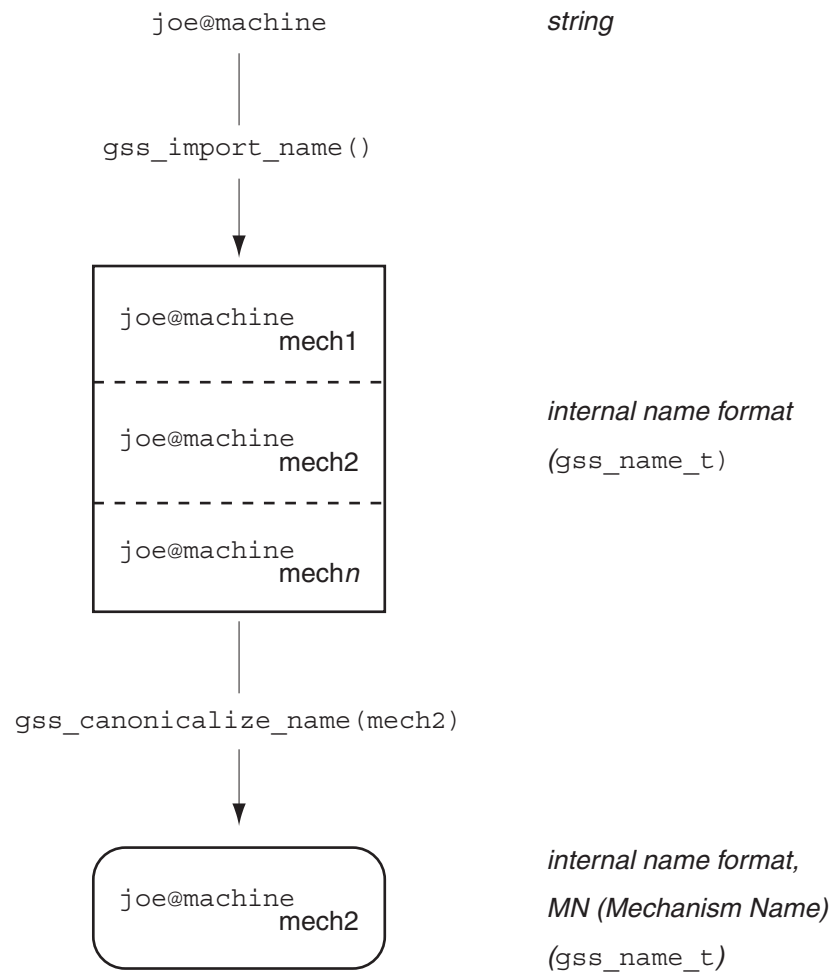 joe@machine string
gss_import_name()
joe@machine
mech1
joe@machine
mech2
internal name format
(gss_name_t)
joe@machine
mechn
gss_canonicalize_name(mech2)
joe@machine
mech2
internal name format,
MN (Mechanism Name)
(gss_name_t)